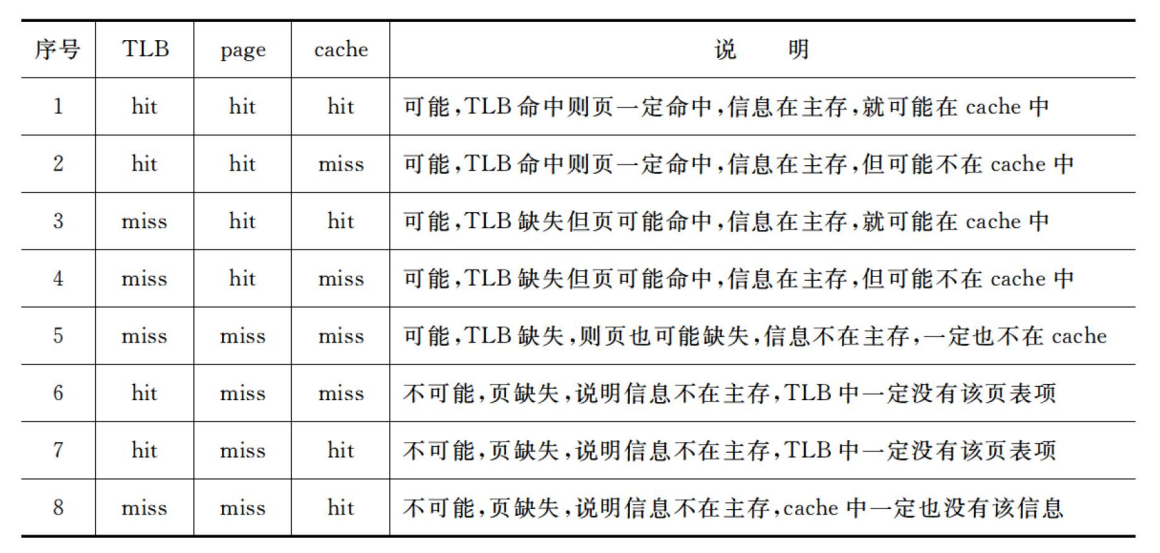 序号 TLB page cache 说 明
1 hit hit hit 可能,TLB 命中则页一定命中,信息在主存,就可能在 cache 中
2 hit hit miss 可能,TLB 命中则页一定命中,信息在主存,但可能不在 cache 中
3 miss hit hit 可能,TLB 缺失但页可能命中,信息在主存,就可能在 cache 中
4 miss hit miss 可能,TLB 缺失但页可能命中,信息在主存,但可能不在 cache 中
5 miss miss miss 可能,TLB 缺失,则页也可能缺失,信息不在主存,一定也不在 cache
6 hit miss miss 不可能,页缺失,说明信息不在主存,TLB 中一定没有该页表项
7 hit miss hit 不可能,页缺失,说明信息不在主存,TLB 中一定没有该页表项
8 miss miss hit 不可能,页缺失,说明信息不在主存,cache 中一定也没有该信息